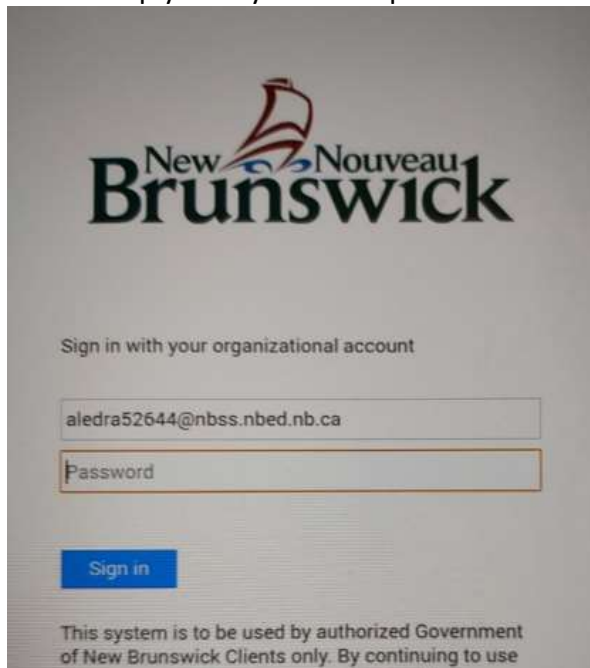 New Nouveau
Brunswick
Sign in with your organizational account
aledra52644@nbss.nbed.nb.ca
Password
Sign in
This system is to be used by authorized Government
of New Brunswick Clients only. By continuing to use